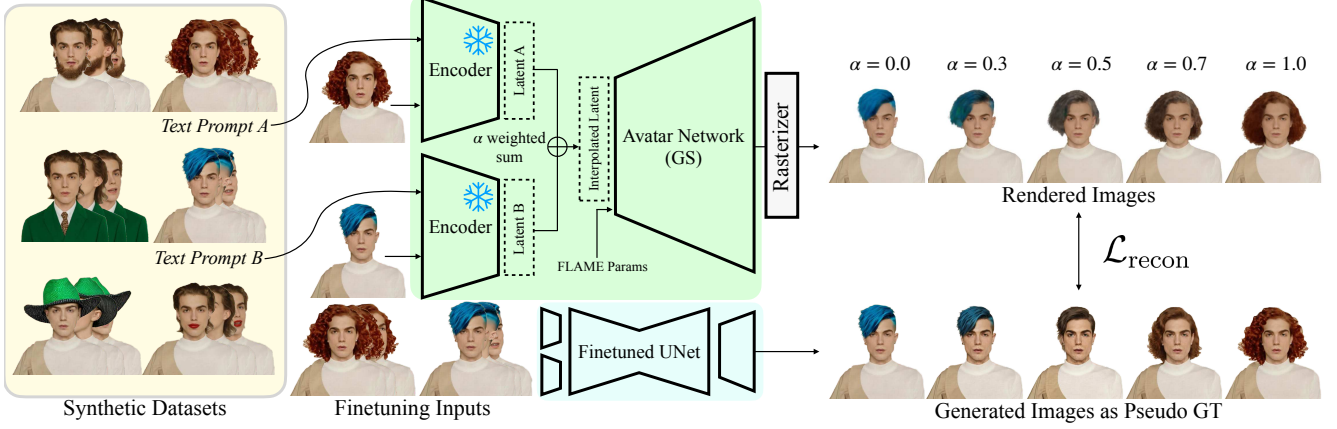 Text Prompt A
Text Prompt B
Synthetic Datasets
Encoder
Latent A
α weighted
sum
Encoder
Latent B
Interpolated Latent
FLAME Params
Avatar Network
(GS)
Rasterizer
Finetuning Inputs
Finetuned UNet
α = 0.0
α = 0.3
α = 0.5
α = 0.7
α = 1.0
Rendered Images
ℒrecon
Generated Images as Pseudo GT